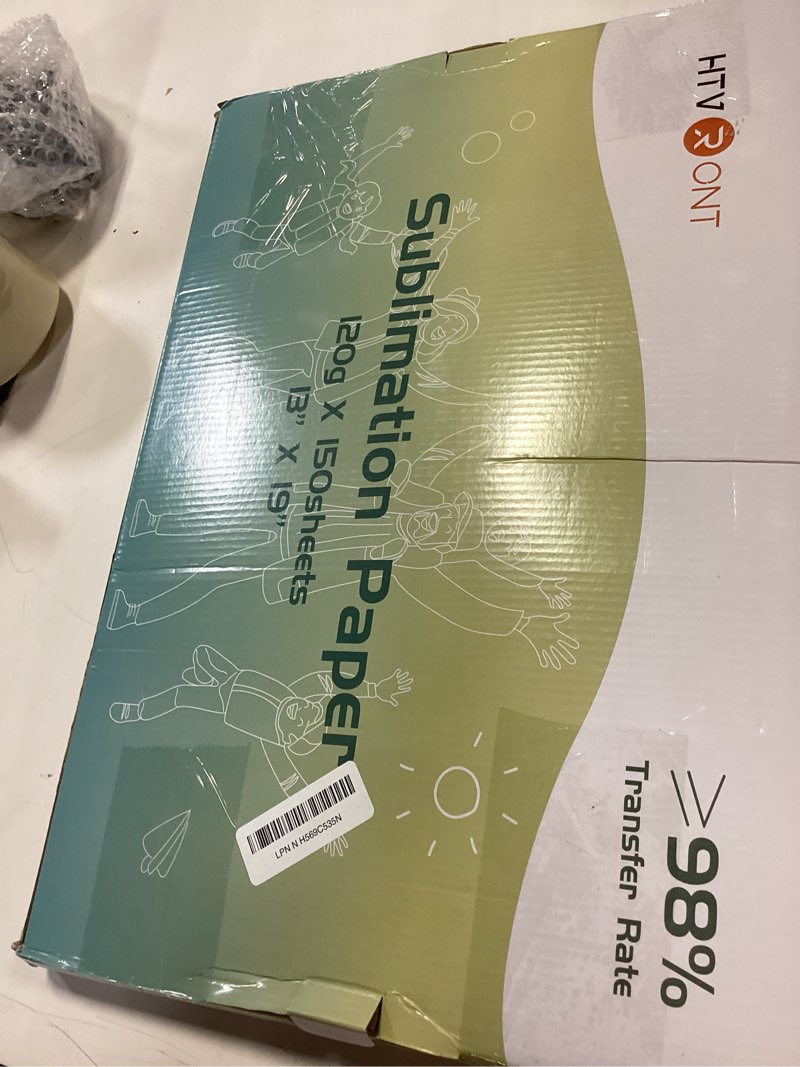 HTVRONT
Sublimation Paper
120g X 150sheets
13" X 19"
≥98%
Transfer Rate
LPN N H569C535N